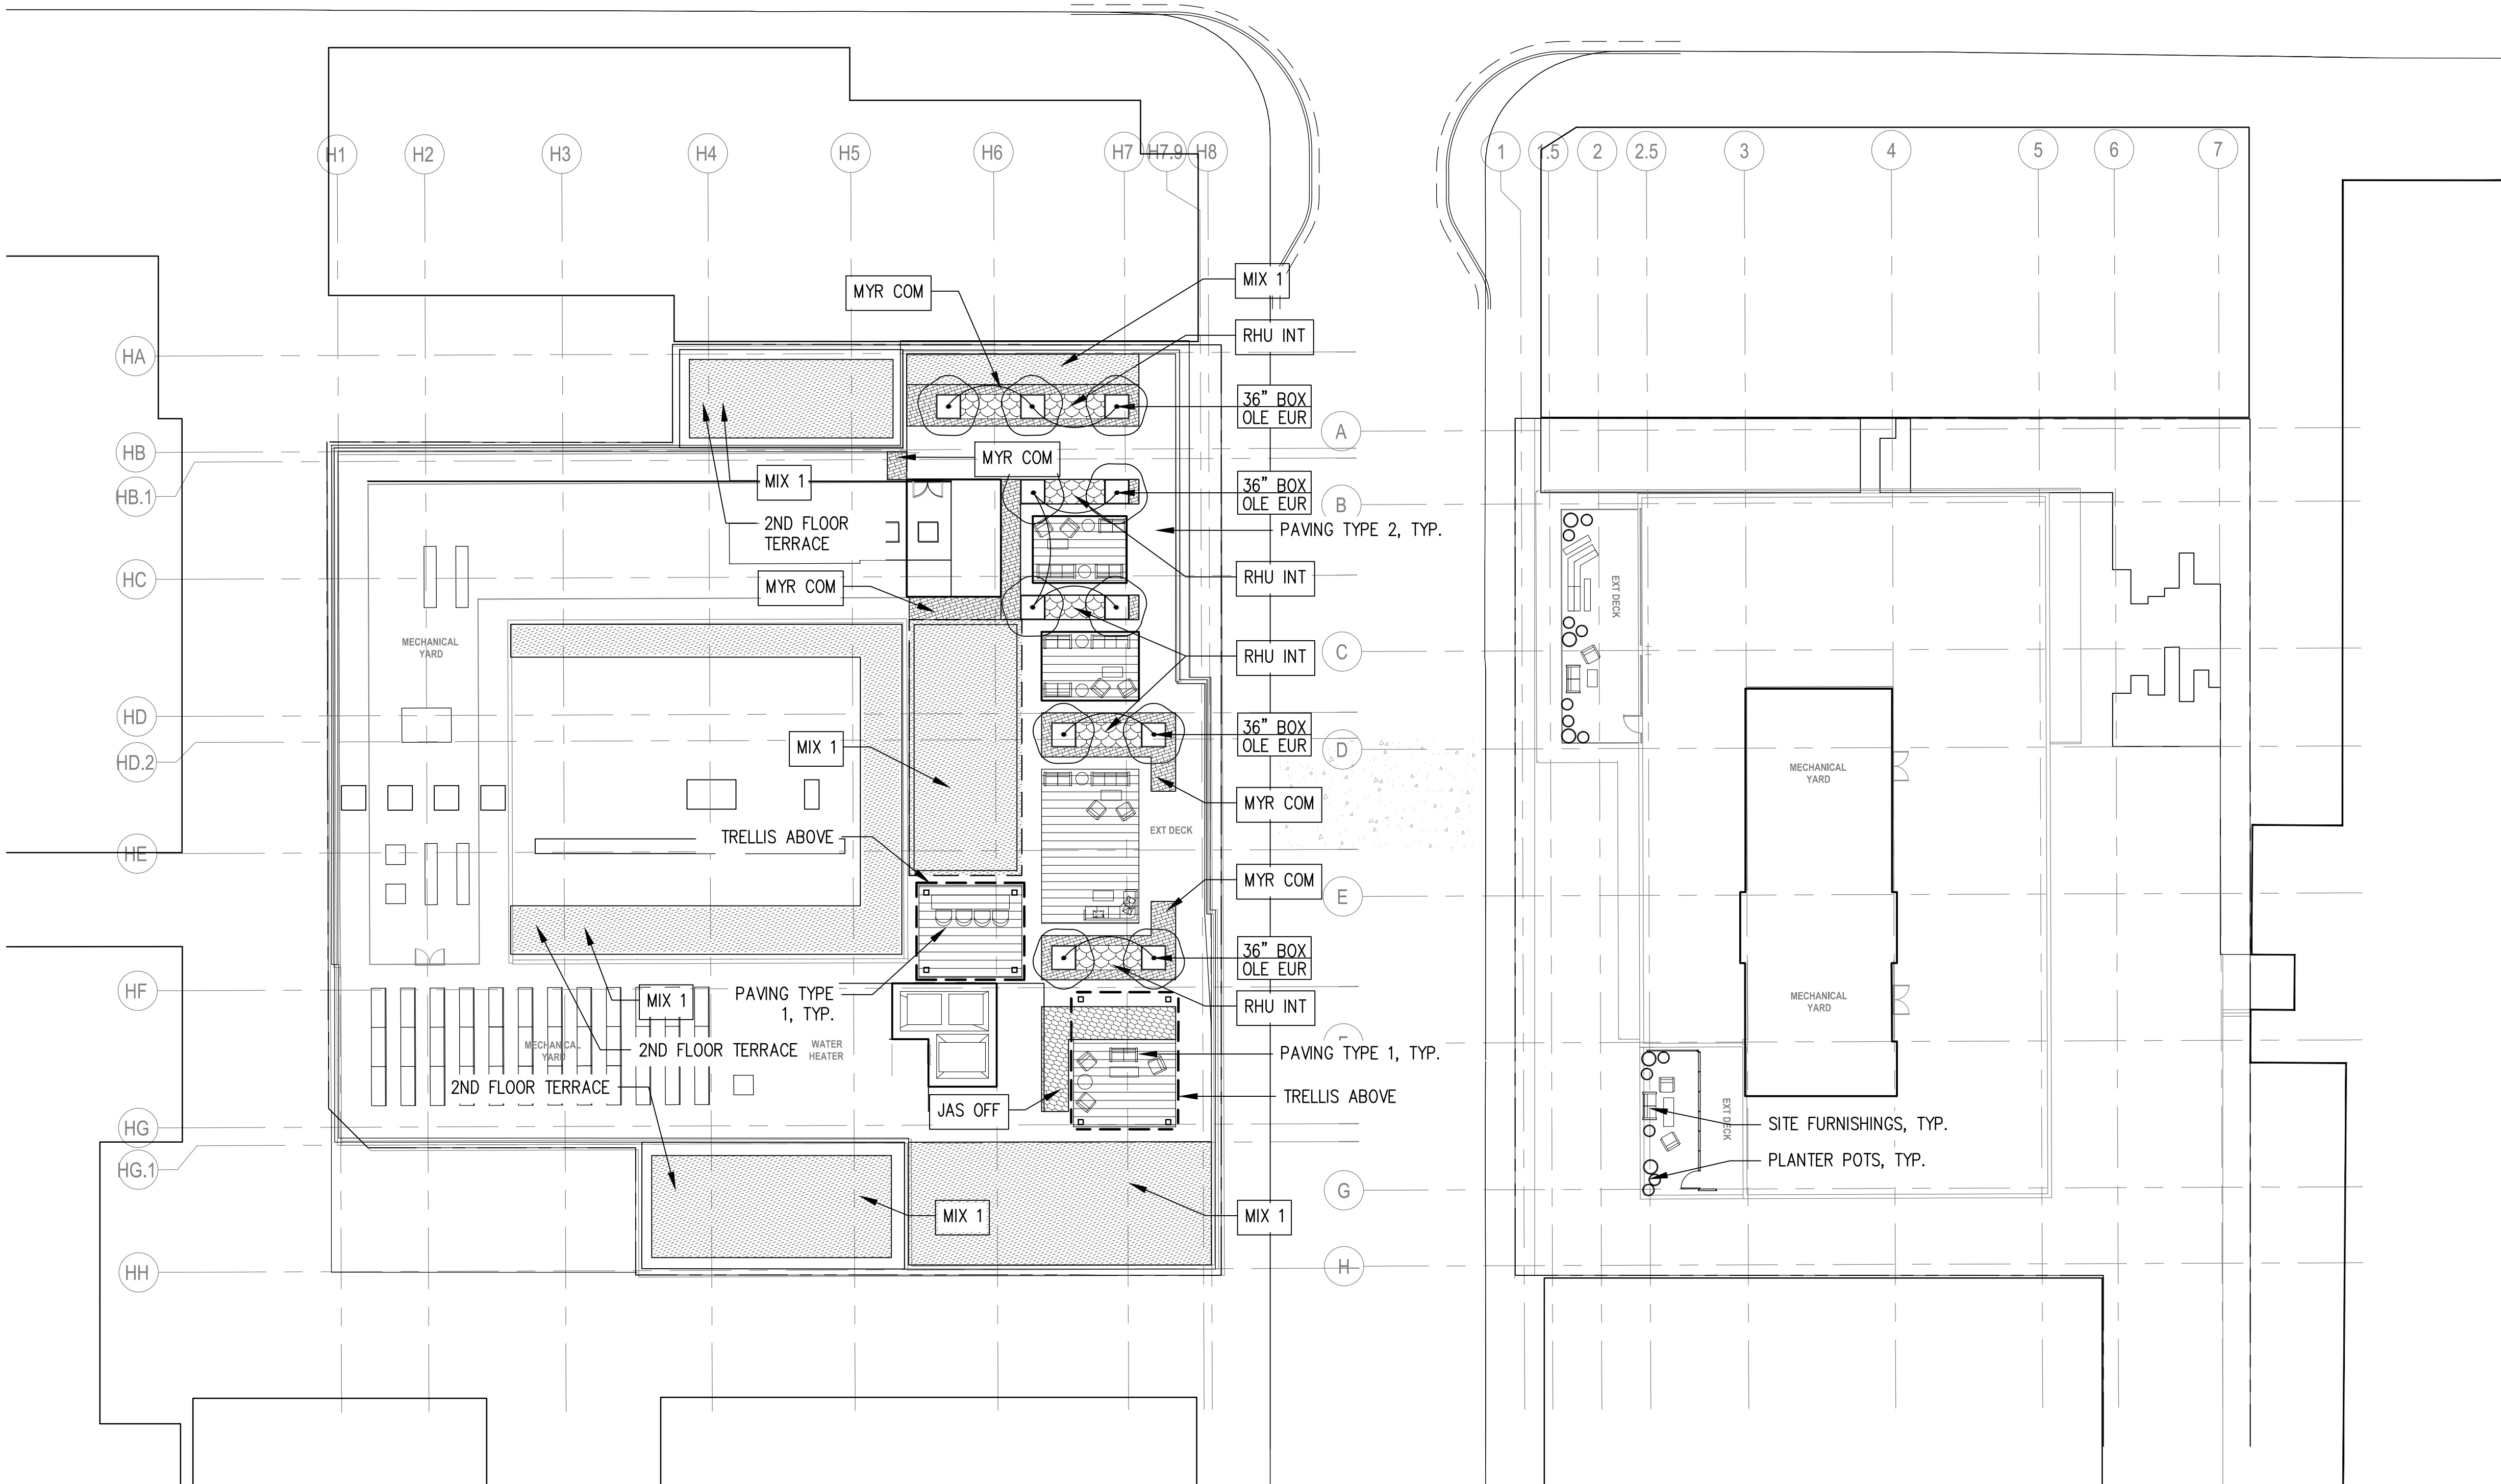 H1
H2
H3
H4
H5
H6
H7
H7.9
H8
1
1.5
2
2.5
3
4
5
6
7
MIX 1
MYR COM
RHU INT
HA
36" BOX
OLE EUR
A
HB
MYR COM
MIX 1
36" BOX
OLE EUR
HB.1
B
2ND FLOOR
TERRACE
PAVING TYPE 2, TYP.
HC
MYR COM
RHU INT
EXT DECK
MECHANICAL
YARD
RHU INT
C
HD
36" BOX
OLE EUR
MIX 1
D
HD.2
MECHANICAL
YARD
MYR COM
TRELLIS ABOVE
EXT DECK
HE
MYR COM
E
36" BOX
OLE EUR
HF
MIX 1
PAVING TYPE
1, TYP.
RHU INT
MECHANICAL
YARD
F
MECHANICAL
YARD
2ND FLOOR TERRACE
WATER
HEATER
PAVING TYPE 1, TYP.
2ND FLOOR TERRACE
TRELLIS ABOVE
JAS OFF
EXT DECK
SITE FURNISHINGS, TYP.
HG
PLANTER POTS, TYP.
HG.1
G
MIX 1
MIX 1
HH
H